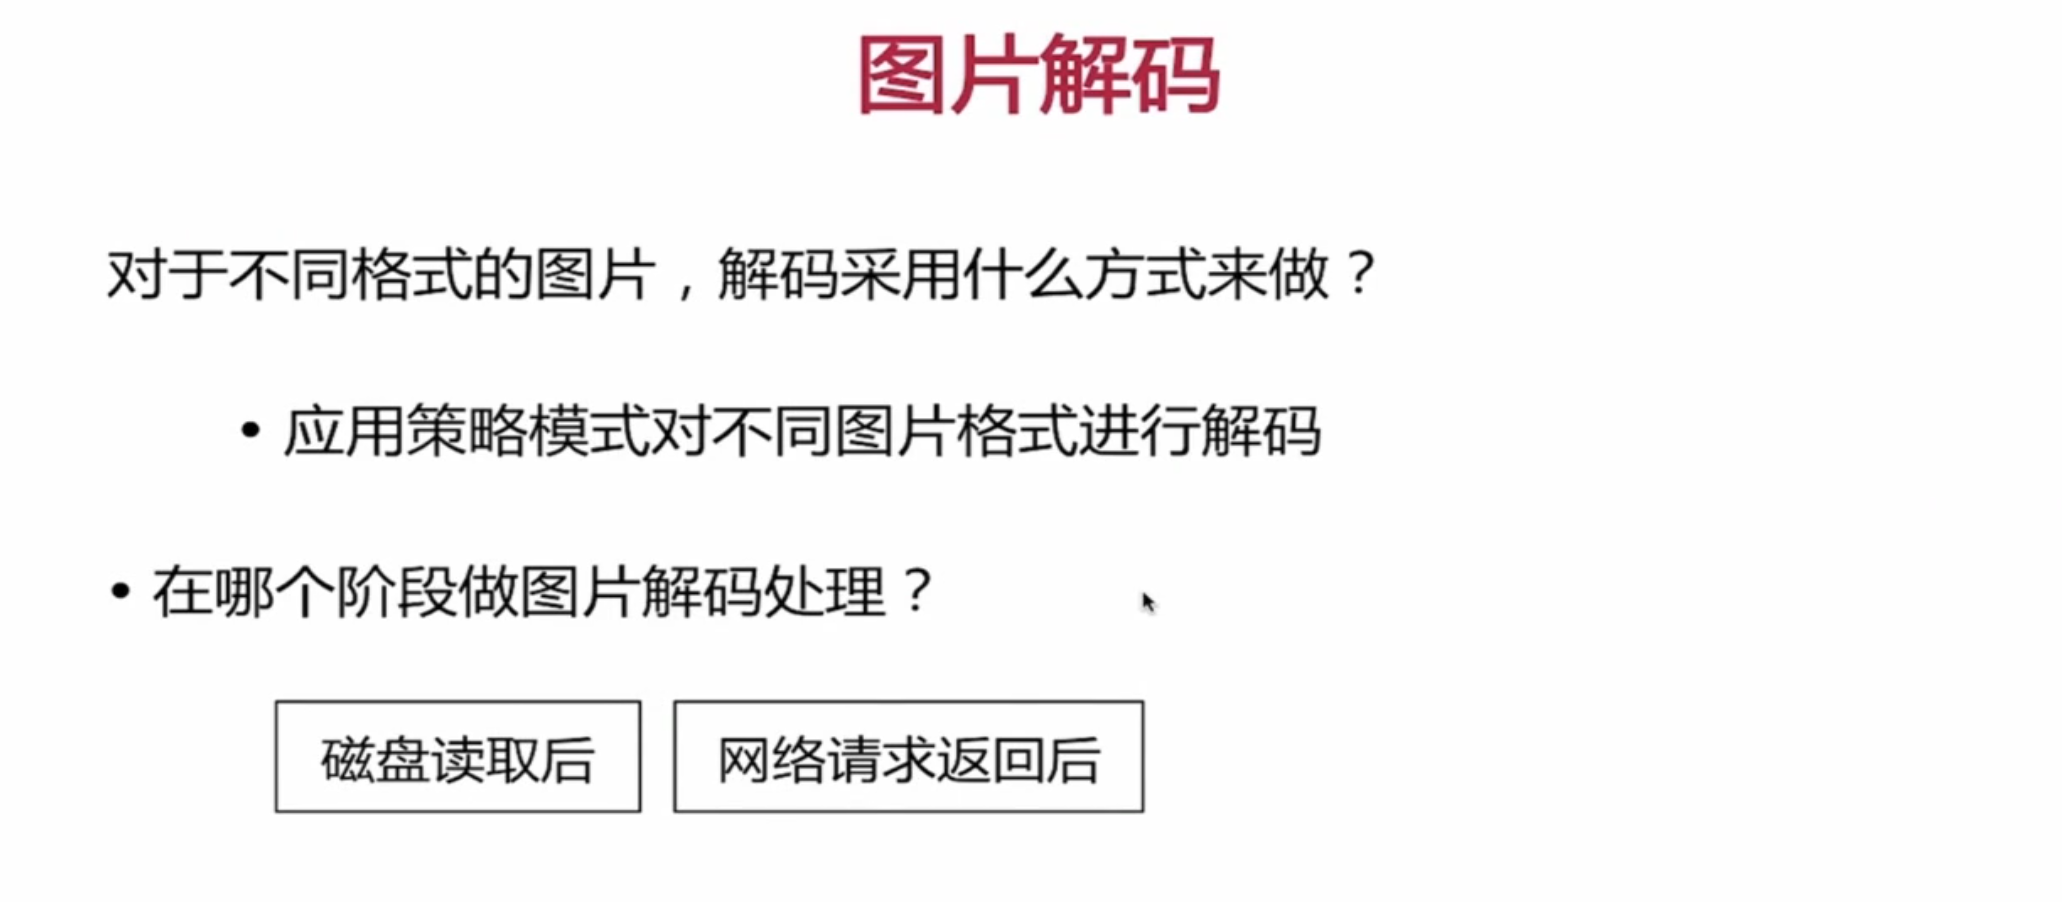 图片解码
对于不同格式的图片，解码采用什么方式来做？
• 应用策略模式对不同图片格式进行解码
• 在哪个阶段做图片解码处理？
磁盘读取后
网络请求返回后